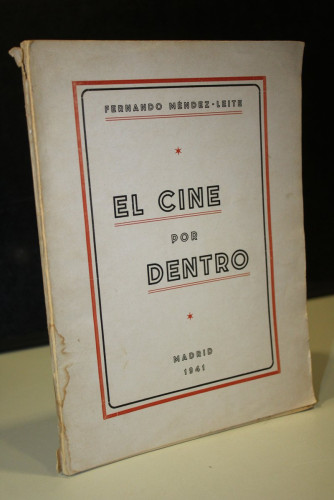 FERNANDO MÉNDEZ-LEITE
EL CINE
POR
DENTRO
MADRID
1941